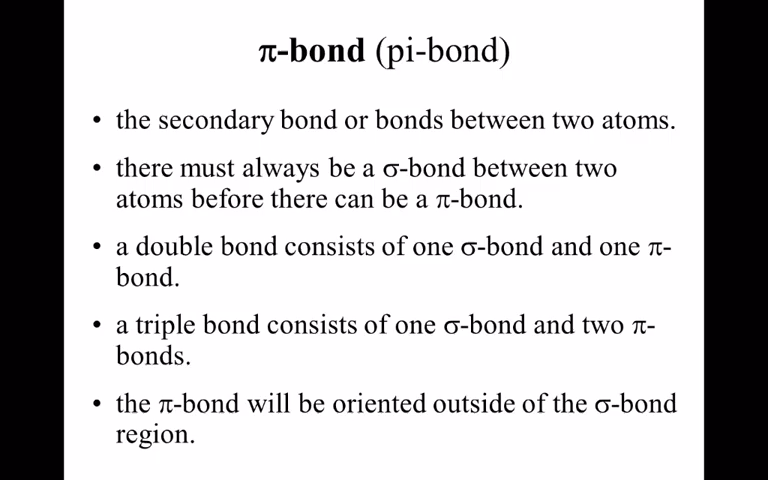 π-bond (pi-bond)
• the secondary bond or bonds between two atoms.
• there must always be a σ-bond between two
atoms before there can be a π-bond.
• a double bond consists of one σ-bond and one π-
bond.
• a triple bond consists of one σ-bond and two π-
bonds.
• the π-bond will be oriented outside of the σ-bond
region.